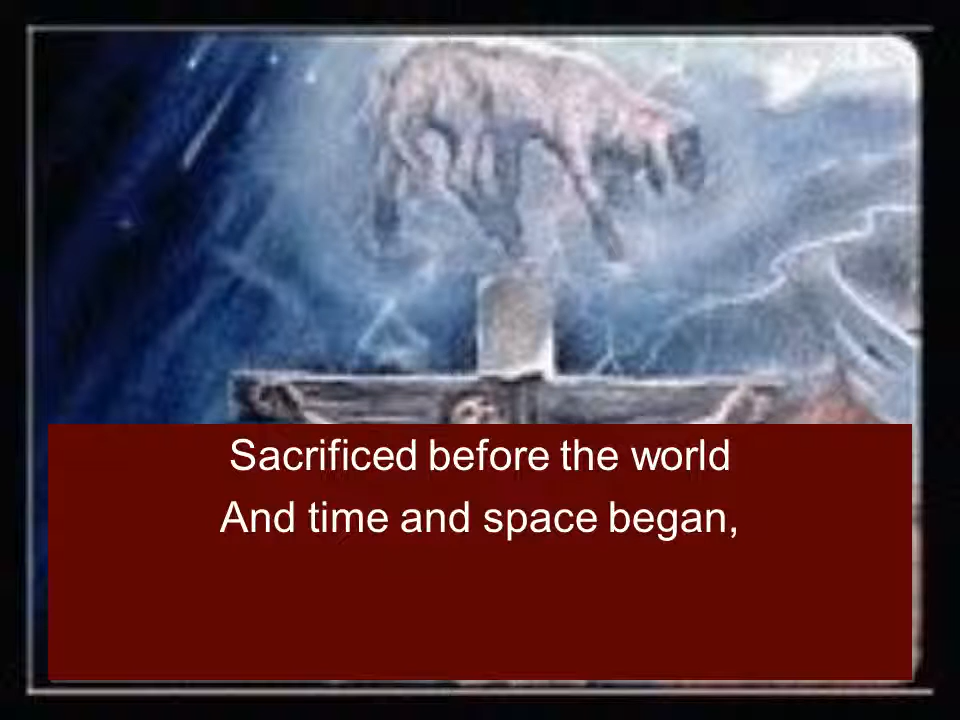 Sacrificed before the world
And time and space began,